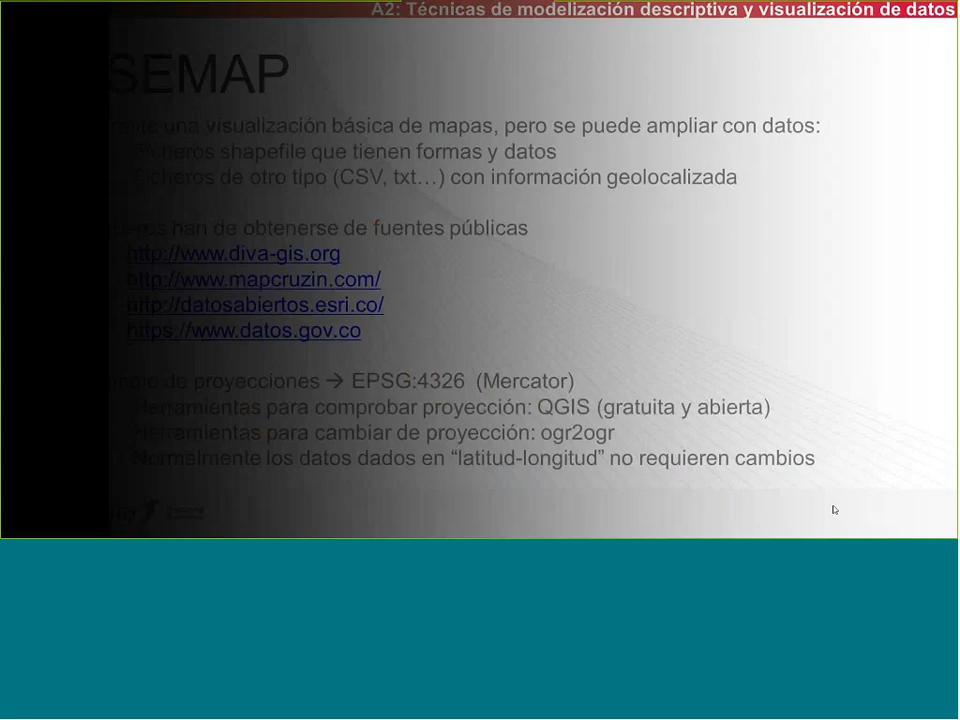 A2: Técnicas de modelización descriptiva y visualización de datos
SEMAP
una visualización básica de mapas, pero se puede ampliar con datos:
Ficheros shapefile que tienen formas y datos
Ficheros de otro tipo (CSV, txt…) con información geolocalizada
han de obtenerse de fuentes públicas
http://www.diva-gis.org
http://www.mapcruzin.com/
http://datosabiertos.esri.co/
https://www.datos.gov.co
de proyecciones → EPSG:4326 (Mercator)
Herramientas para comprobar proyección: QGIS (gratuita y abierta)
Herramientas para cambiar de proyección: ogr2ogr
Normalmente los datos dados en “latitud-longitud” no requieren cambios